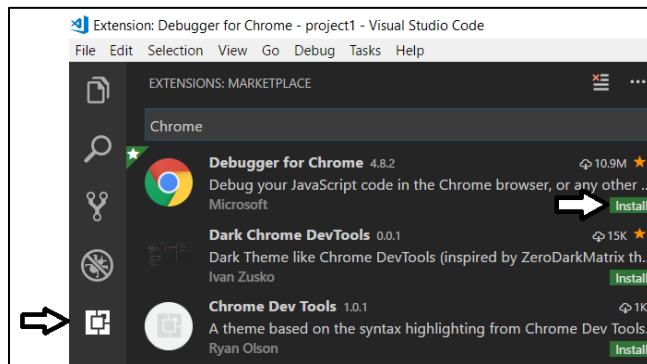 Extension: Debugger for Chrome - project1 - Visual Studio Code
File Edit Selection View Go Debug Tasks Help
EXTENSIONS: MARKETPLACE
Chrome
Debugger for Chrome 4.8.2 10.9M
Debug your JavaScript code in the Chrome browser, or any other ...
Microsoft Install
Dark Chrome DevTools 0.0.1 15K
Dark Theme like Chrome DevTools (inspired by ZeroDarkMatrix th...
Ivan Zusko Install
Chrome Dev Tools 1.0.1 1K
A theme based on the syntax highlighting from Chrome Dev Tools.
Ryan Olson Install